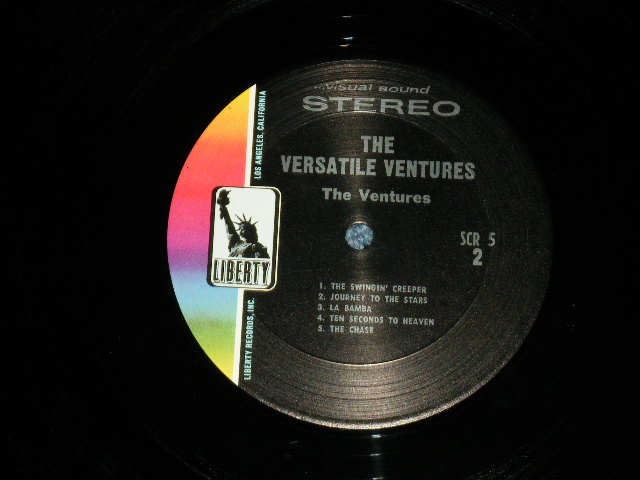 ...Visual Sound
STEREO
THE
VERSATILE VENTURES
The Ventures
SCR 5
2
1. THE SWINGIN' CREEPER
2. JOURNEY TO THE STARS
3. LA BAMBA
4. TEN SECONDS TO HEAVEN
5. THE CHASE
LIBERTY
LIBERTY RECORDS, INC.
LOS ANGELES, CALIFORNIA